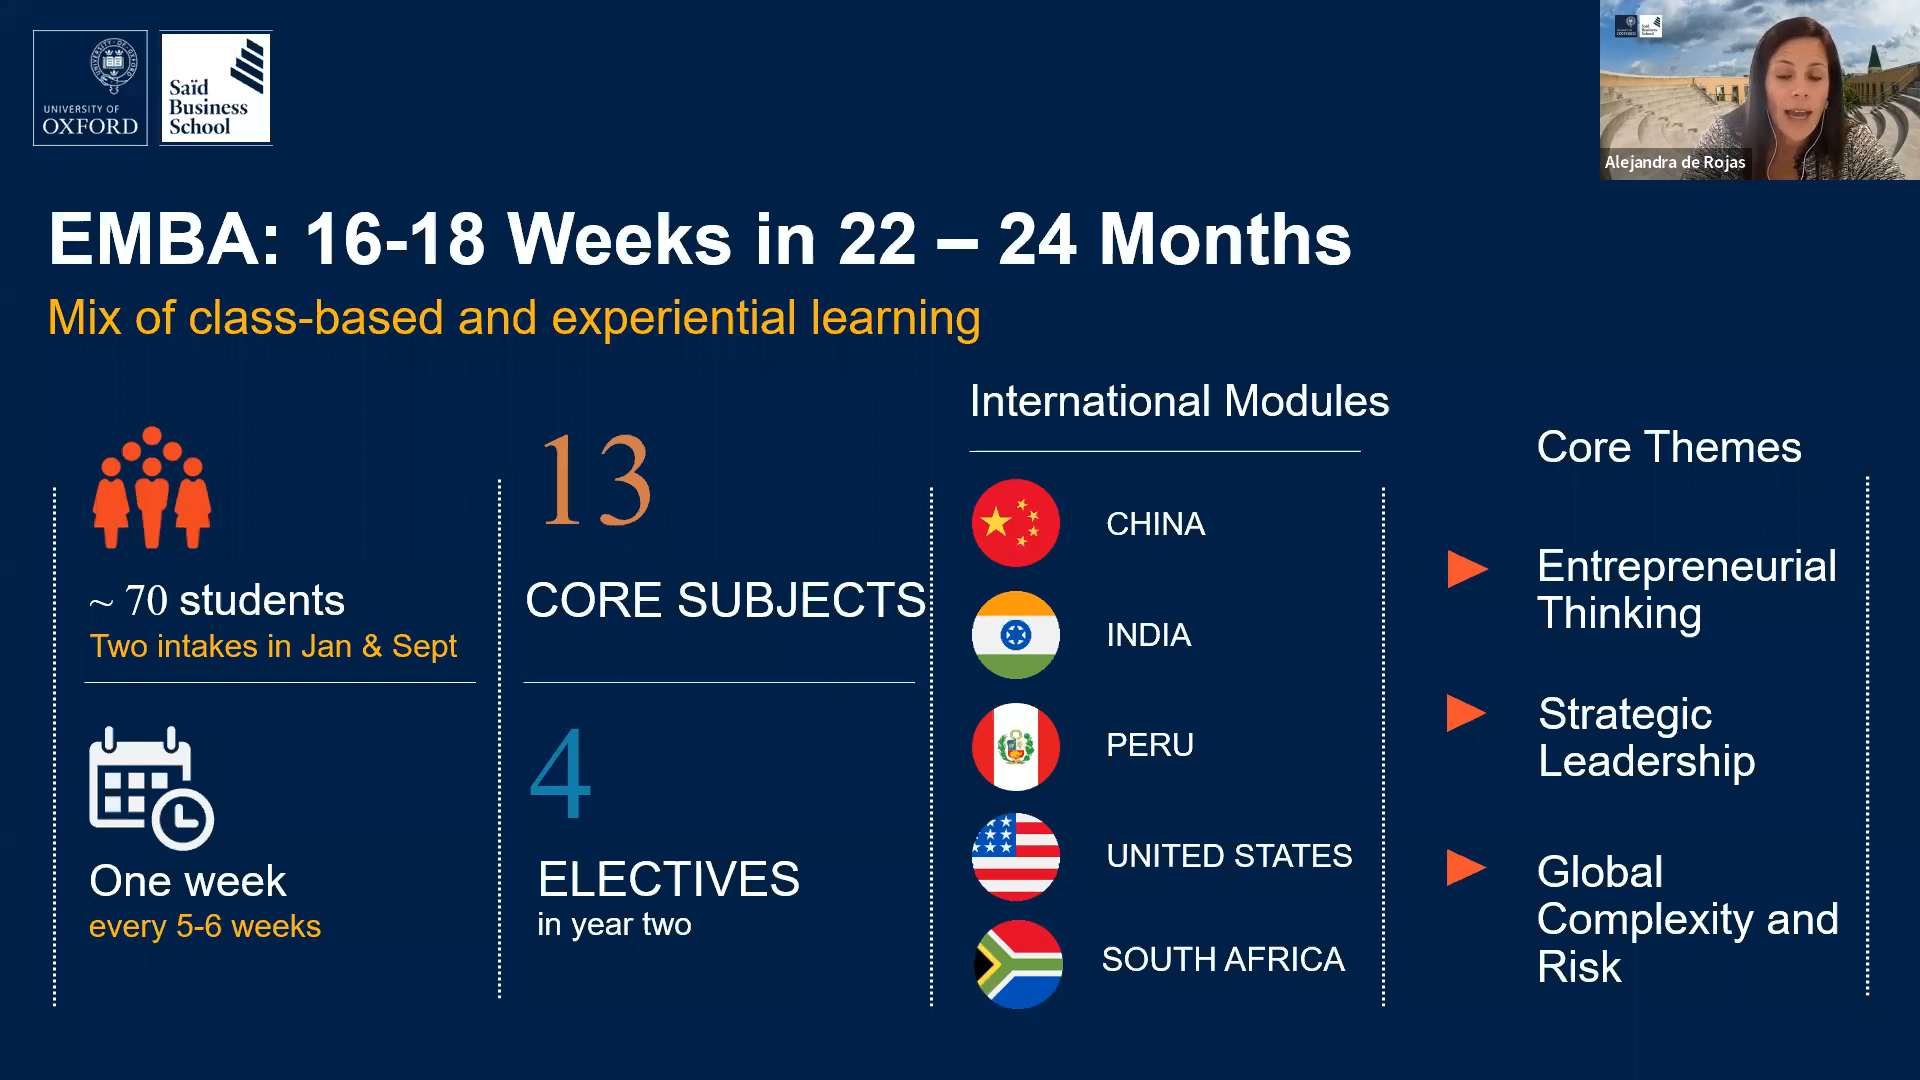 UNIVERSITY OF
OXFORD
Saïd
Business
School
Alejandra de Rojas
EMBA: 16-18 Weeks in 22 – 24 Months
Mix of class-based and experiential learning
~ 70 students
Two intakes in Jan & Sept
One week
every 5-6 weeks
13
CORE SUBJECTS
4
ELECTIVES
in year two
International Modules
CHINA
INDIA
PERU
UNITED STATES
SOUTH AFRICA
Core Themes
Entrepreneurial
Thinking
Strategic
Leadership
Global
Complexity and
Risk